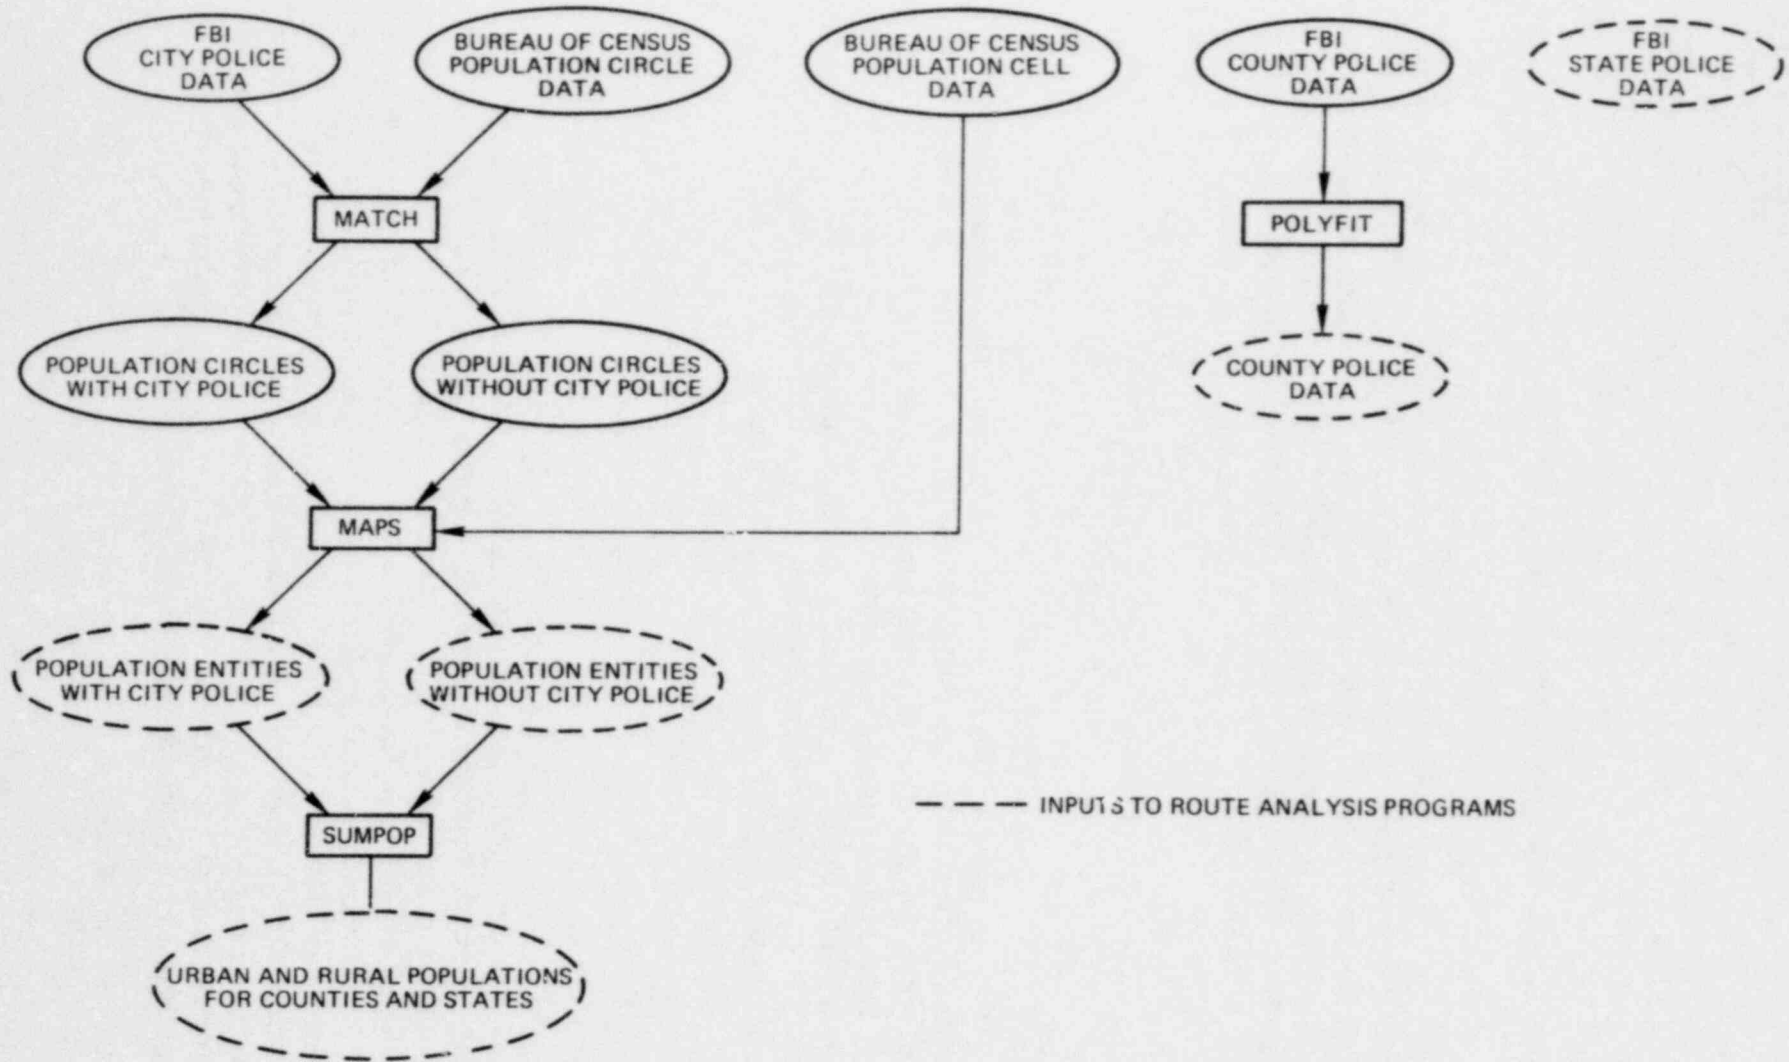 FBI
CITY POLICE
DATA
BUREAU OF CENSUS
POPULATION CIRCLE
DATA
BUREAU OF CENSUS
POPULATION CELL
DATA
FBI
COUNTY POLICE
DATA
FBI
STATE POLICE
DATA
MATCH
POLYFIT
POPULATION CIRCLES
WITH CITY POLICE
POPULATION CIRCLES
WITHOUT CITY POLICE
COUNTY POLICE
DATA
MAPS
POPULATION ENTITIES
WITH CITY POLICE
POPULATION ENTITIES
WITHOUT CITY POLICE
INPUTS TO ROUTE ANALYSIS PROGRAMS
SUMPOP
URBAN AND RURAL POPULATIONS
FOR COUNTIES AND STATES